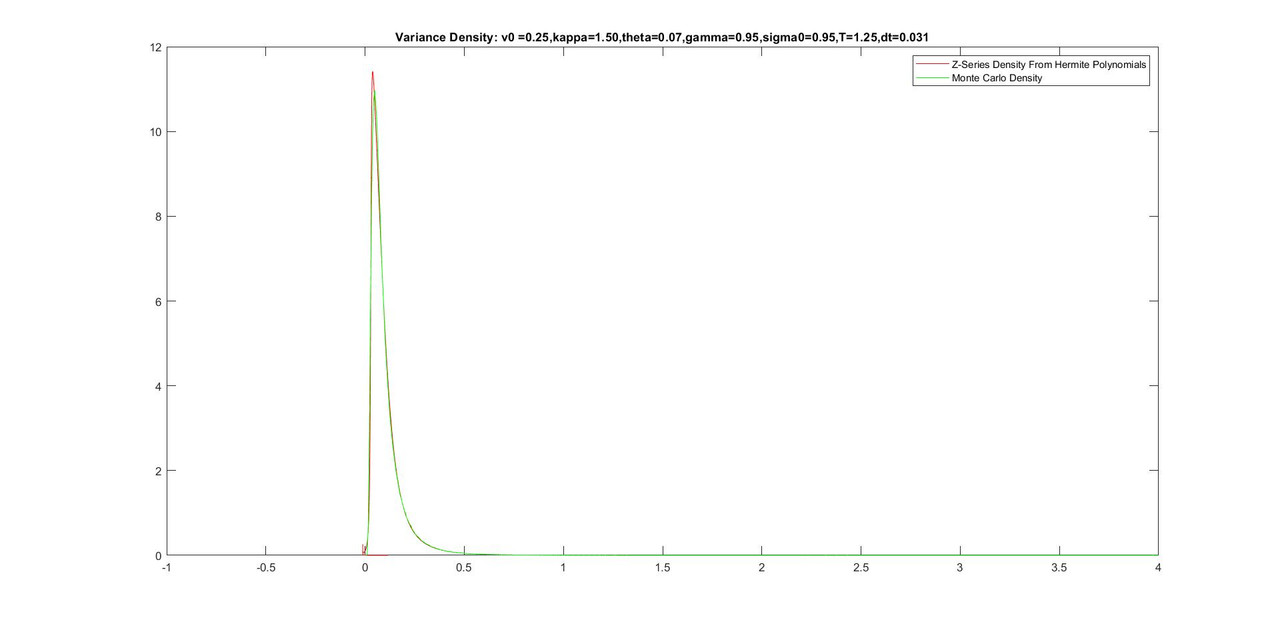 Variance Density: v0 =0.25,kappa=1.50,theta=0.07,gamma=0.95,sigma0=0.95,T=1.25,dt=0.031
Z-Series Density From Hermite Polynomials
Monte Carlo Density
12
10
8
6
4
2
0
-1 -0.5 0 0.5 1 1.5 2 2.5 3 3.5 4